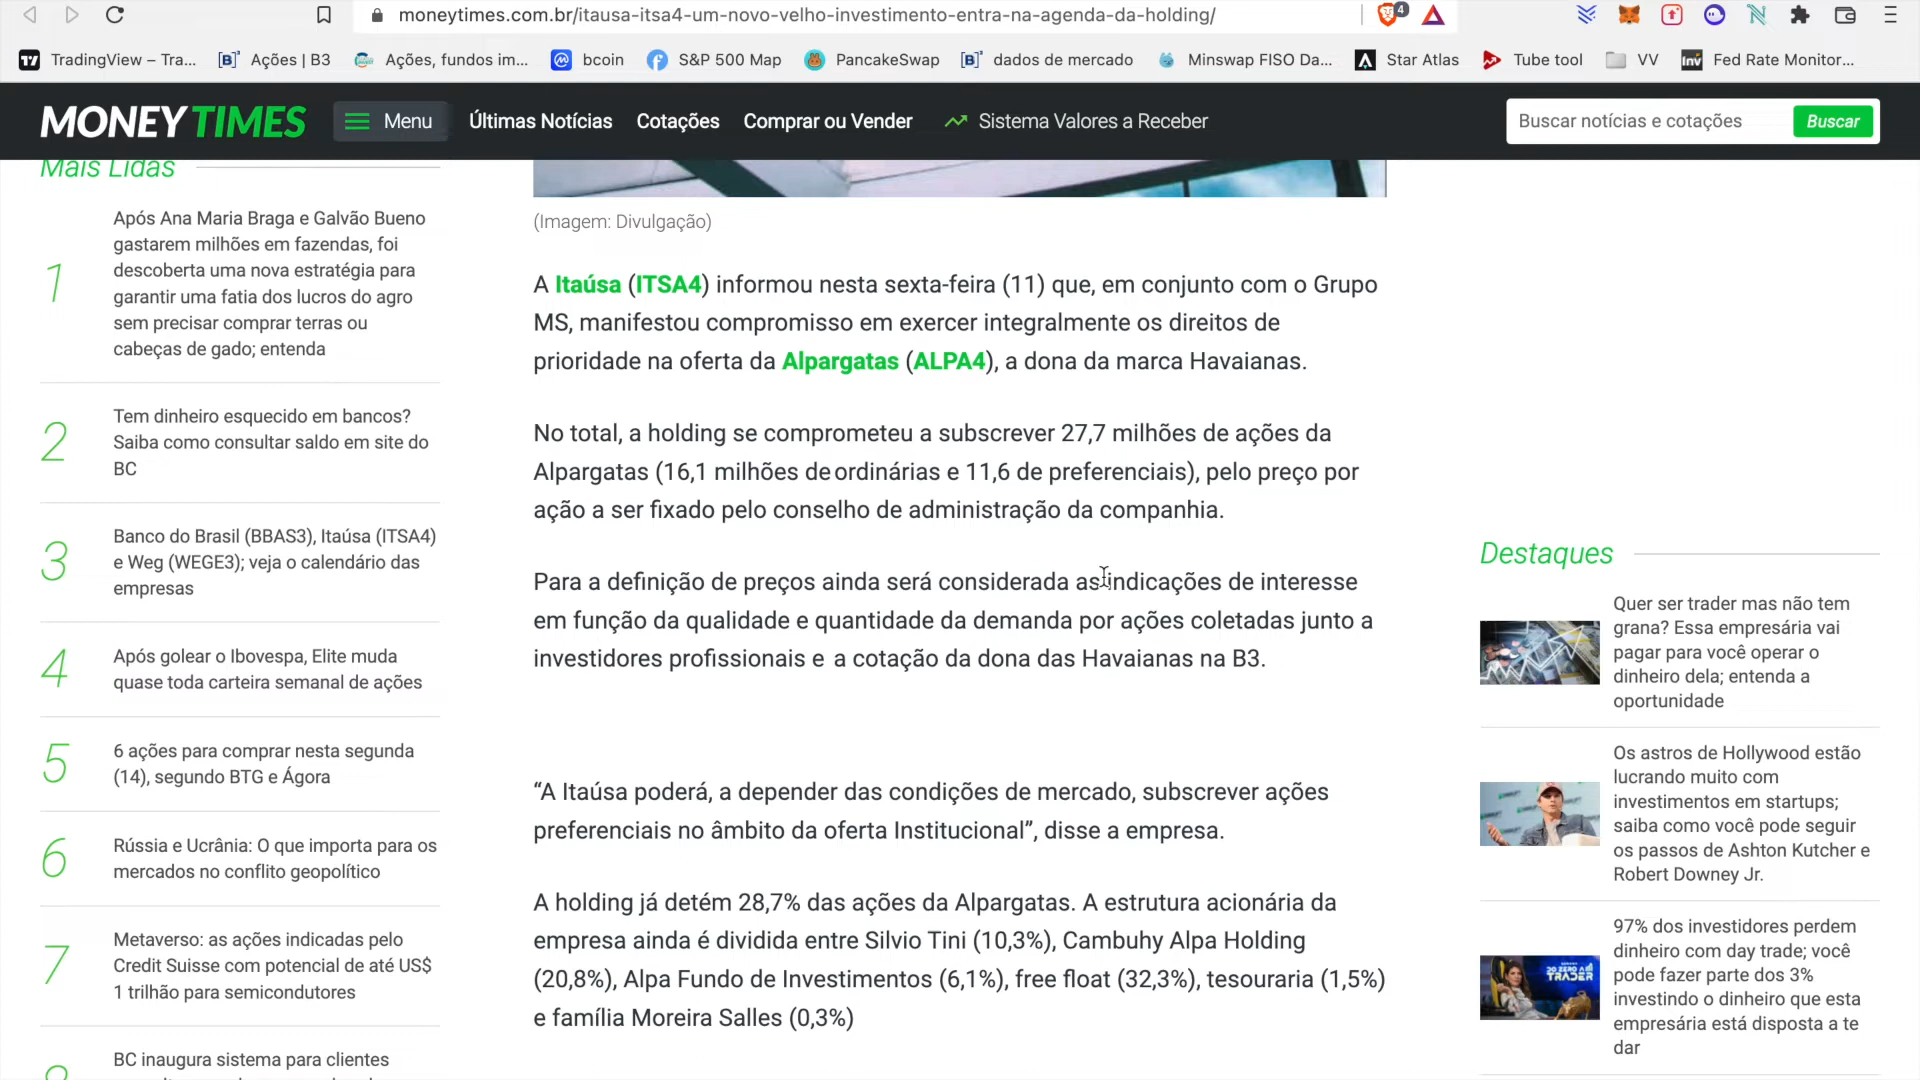 moneytimes.com.br/itausa-itsa4-um-novo-velho-investimento-entra-na-agenda-da-holding/
4
TradingView – Tra...
Ações | B3
Ações, fundos im...
bcoin
S&P 500 Map
PancakeSwap
dados de mercado
Minswap FISO Da...
Star Atlas
Tube tool
VV
Inv
Fed Rate Monitor...
MONEY TIMES
Menu
Últimas Notícias
Cotações
Comprar ou Vender
Sistema Valores a Receber
Buscar notícias e cotações
Buscar
Mais Lidas
1
Após Ana Maria Braga e Galvão Bueno
gastarem milhões em fazendas, foi
descoberta uma nova estratégia para
garantir uma fatia dos lucros do agro
sem precisar comprar terras ou
cabeças de gado; entenda
2
Tem dinheiro esquecido em bancos?
Saiba como consultar saldo em site do
BC
3
Banco do Brasil (BBAS3), Itaúsa (ITSA4)
e Weg (WEGE3); veja o calendário das
empresas
4
Após golear o Ibovespa, Elite muda
quase toda carteira semanal de ações
5
6 ações para comprar nesta segunda
(14), segundo BTG e Ágora
6
Rússia e Ucrânia: O que importa para os
mercados no conflito geopolítico
7
Metaverso: as ações indicadas pelo
Credit Suisse com potencial de até US$
1 trilhão para semicondutores
BC inaugura sistema para clientes
(Imagem: Divulgação)
A Itaúsa (ITSA4) informou nesta sexta-feira (11) que, em conjunto com o Grupo
MS, manifestou compromisso em exercer integralmente os direitos de
prioridade na oferta da Alpargatas (ALPA4), a dona da marca Havaianas.
No total, a holding se comprometeu a subscrever 27,7 milhões de ações da
Alpargatas (16,1 milhões de ordinárias e 11,6 de preferenciais), pelo preço por
ação a ser fixado pelo conselho de administração da companhia.
Para a definição de preços ainda será considerada as indicações de interesse
em função da qualidade e quantidade da demanda por ações coletadas junto a
investidores profissionais e a cotação da dona das Havaianas na B3.
“A Itaúsa poderá, a depender das condições de mercado, subscrever ações
preferenciais no âmbito da oferta Institucional”, disse a empresa.
A holding já detém 28,7% das ações da Alpargatas. A estrutura acionária da
empresa ainda é dividida entre Silvio Tini (10,3%), Cambuhy Alpa Holding
(20,8%), Alpa Fundo de Investimentos (6,1%), free float (32,3%), tesouraria (1,5%)
e família Moreira Salles (0,3%)
Destaques
Quer ser trader mas não tem
grana? Essa empresária vai
pagar para você operar o
dinheiro dela; entenda a
oportunidade
Os astros de Hollywood estão
lucrando muito com
investimentos em startups;
saiba como você pode seguir
os passos de Ashton Kutcher e
Robert Downey Jr.
97% dos investidores perdem
dinheiro com day trade; você
pode fazer parte dos 3%
investindo o dinheiro que esta
empresária está disposta a te
dar
DO ZERO A
TRADER